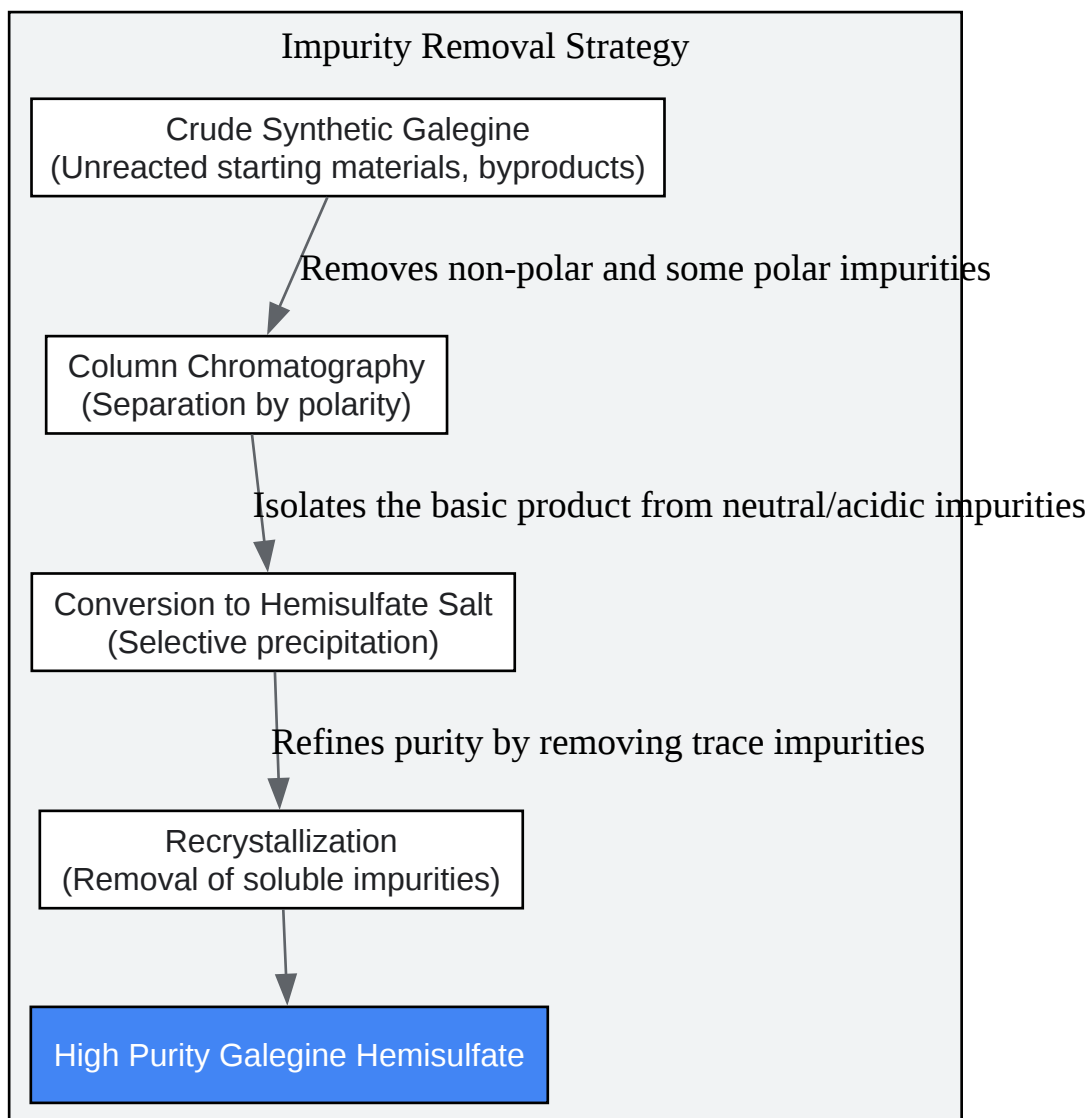 Impurity Removal Strategy
Crude Synthetic Galegine
(Unreacted starting materials, byproducts)
Removes non-polar and some polar impurities
Column Chromatography
(Separation by polarity)
Isolates the basic product from neutral/acidic impurities
Conversion to Hemisulfate Salt
(Selective precipitation)
Refines purity by removing trace impurities
Recrystallization
(Removal of soluble impurities)
High Purity Galegine Hemisulfate